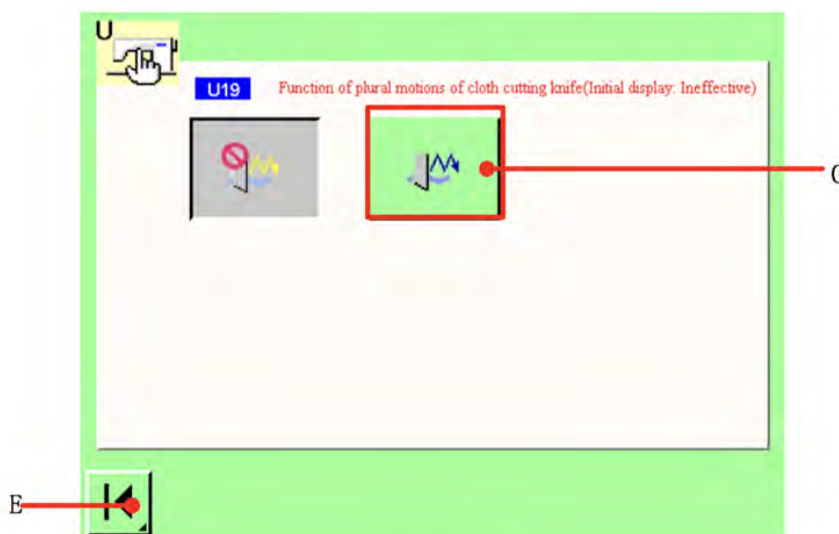 U
U19 Function of plural motions of cloth cutting knife(Initial display: Ineffective)
E